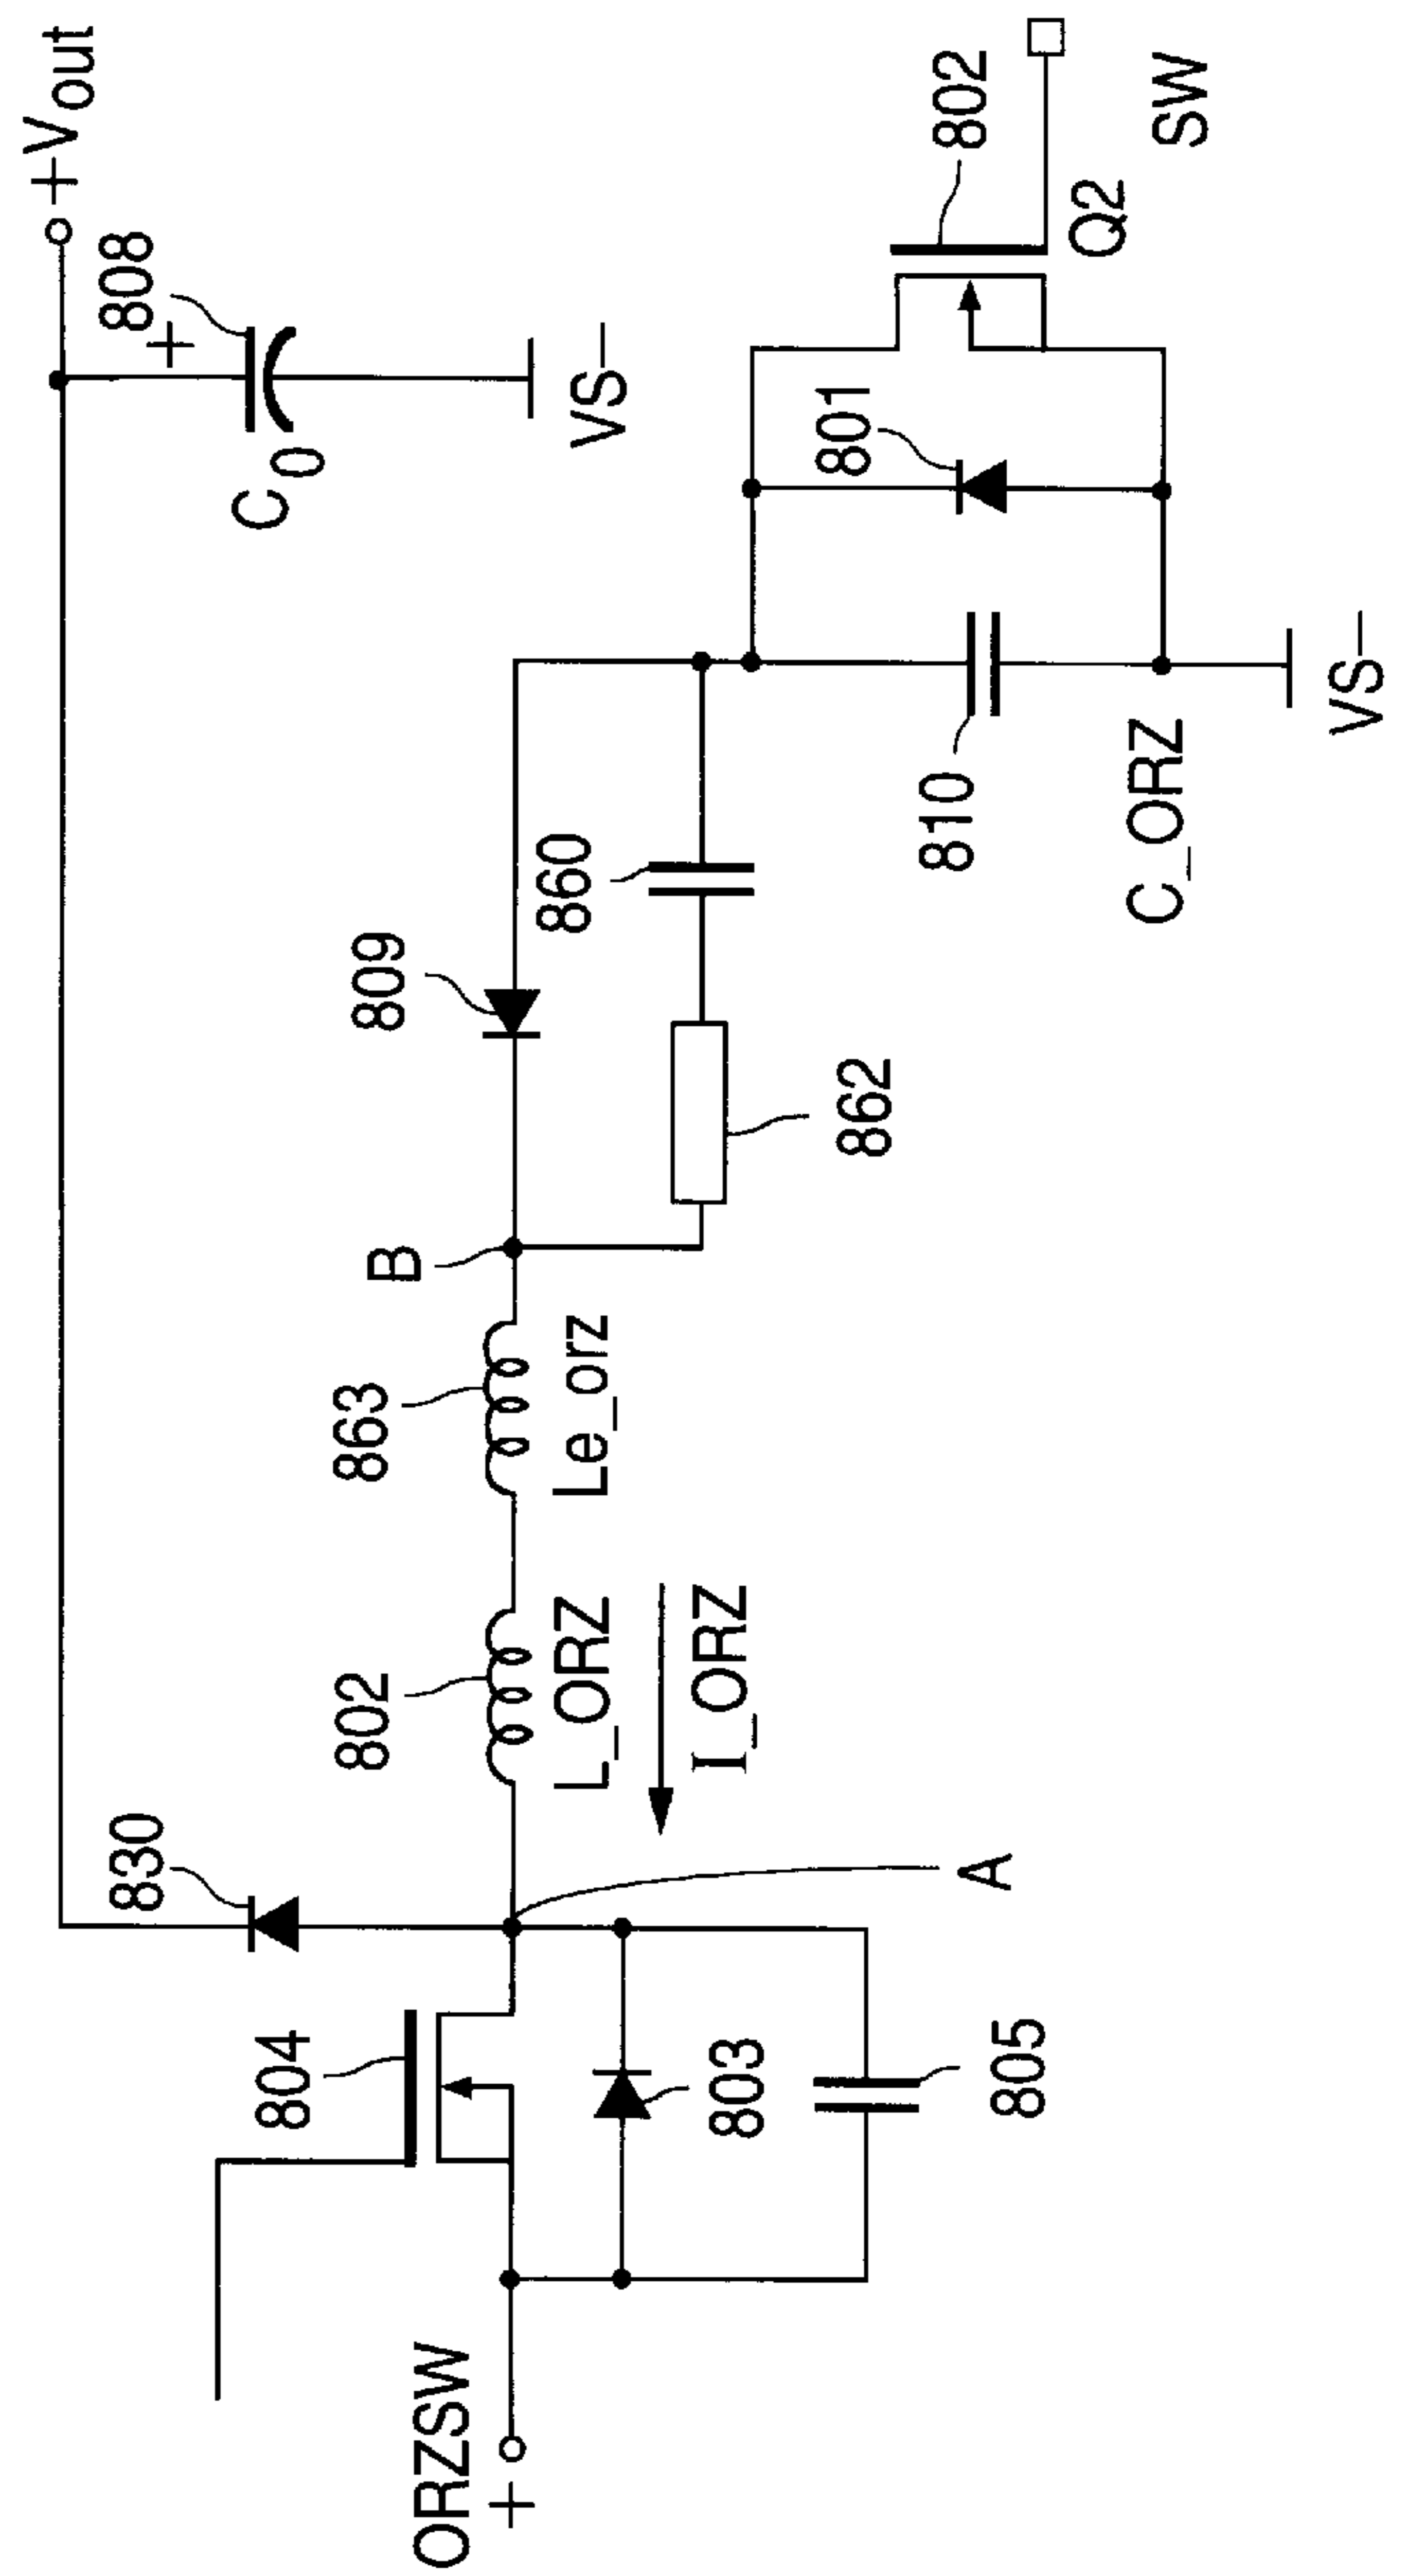 +Vout
808
+
C0
VS–
802
Q2
SW
801
809
860
862
810
C_ORZ
VS–
B
863
Le_orz
802
L_ORZ
I_ORZ
A
830
804
803
805
ORZSW
+